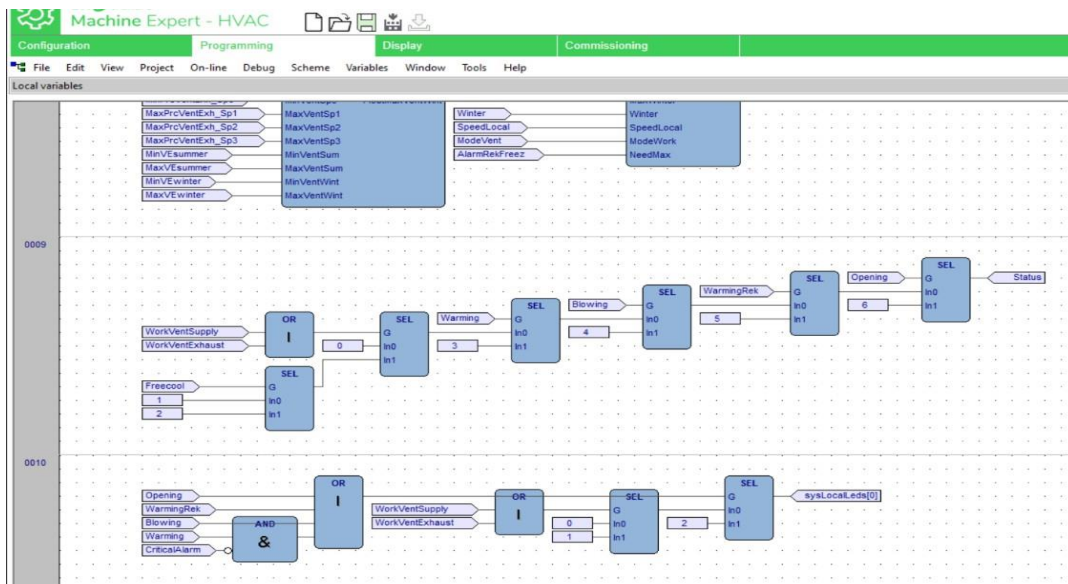 Machine Expert - HVAC
Configuration Programming Display Commissioning
File Edit View Project On-line Debug Scheme Variables Window Tools Help
Local variables
MaxPrcVentExh_Sp1 MaxVentSp1 Winter Winter
MaxPrcVentExh_Sp2 MaxVentSp2 SpeedLocal SpeedLocal
MaxPrcVentExh_Sp3 MaxVentSp3 ModeVent ModeWork
MinVEsummer MinVentSum AlarmRekFreez NeedMax
MaxVEsummer MaxVentSum
MinVEwinter MinVentWint
MaxVEwinter MaxVentWint
0009
SEL
Opening G Status
SEL
WarmingRek G In0
SEL
Blowing G In0 6 In1
SEL
Warming G In0 5 In1
OR SEL
WorkVentSupply I G In0 4 In1
WorkVentExhaust 0 In0 3 In1
In1
SEL
Freecool G
1 In0
2 In1
0010
OR SEL
Opening I OR SEL G sysLocalLeds[0]
WarmingRek WorkVentSupply I G In0
Blowing AND WorkVentExhaust 0 In0 2 In1
Warming & 1 In1
CriticalAlarm